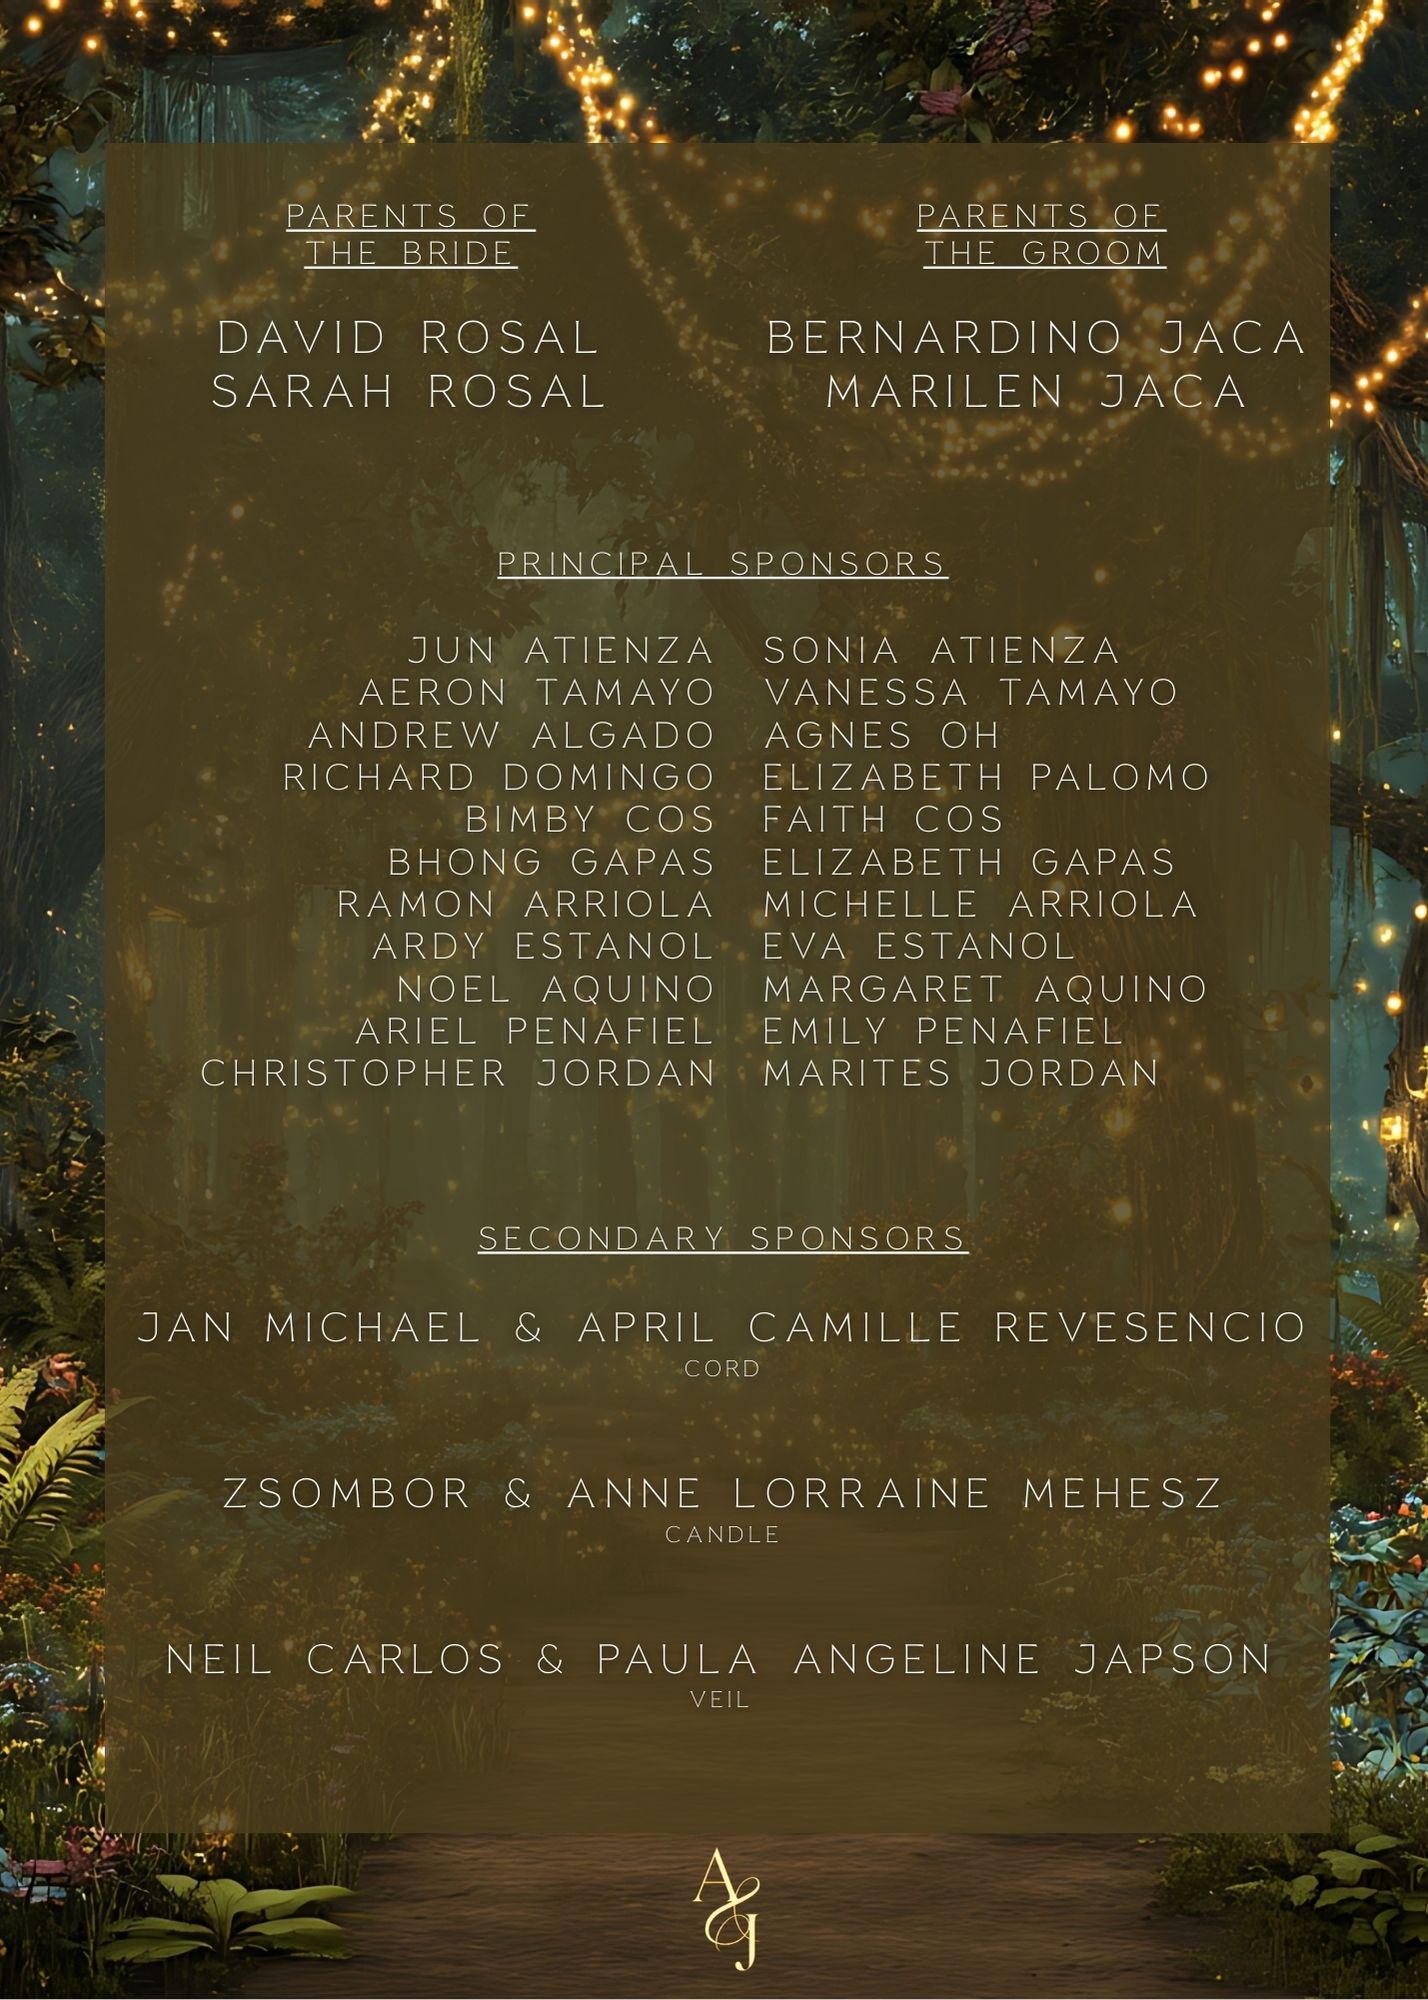 PARENTS OF
THE BRIDE
DAVID ROSAL
SARAH ROSAL
PARENTS OF
THE GROOM
BERNARDINO JACA
MARILEN JACA
PRINCIPAL SPONSORS
JUN ATIENZA SONIA ATIENZA
AERON TAMAYO VANESSA TAMAYO
ANDREW ALGADO AGNES OH
RICHARD DOMINGO ELIZABETH PALOMO
BIMBY COS FAITH COS
BHONG GAPAS ELIZABETH GAPAS
RAMON ARRIOLA MICHELLE ARRIOLA
ARDY ESTANOL EVA ESTANOL
NOEL AQUINO MARGARET AQUINO
ARIEL PENAFIEL EMILY PENAFIEL
CHRISTOPHER JORDAN MARITES JORDAN
SECONDARY SPONSORS
JAN MICHAEL & APRIL CAMILLE REVESENCIO
CORD
ZSOMBOR & ANNE LORRAINE MEHESZ
CANDLE
NEIL CARLOS & PAULA ANGELINE JAPSON
VEIL
A&J